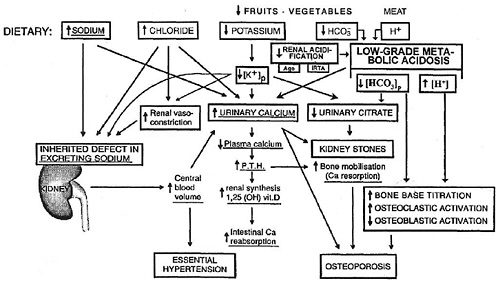 ↓ FRUITS - VEGETABLES
MEAT
DIETARY:
↑ SODIUM
↑ CHLORIDE
↓ POTASSIUM
↓ HCO3⁻
H⁺
↓ RENAL ACIDI-
FICATION
Age
IRTA
LOW-GRADE META-
BOLIC ACIDOSIS
↓ [K⁺]p
↓ [HCO3]p
↑ [H⁺]
↑ Renal vaso-
constriction
↑ URINARY CALCIUM
↓ URINARY CITRATE
INHERITED DEFECT IN
EXCRETING SODIUM
↓ Plasma calcium
KIDNEY STONES
KIDNEY
↑ Central
blood
volume
↑ P.T.H.
↑ Bone mobilisation
(Ca resorption)
↑ renal synthesis
1,25 (OH) vit.D
↑ BONE BASE TITRATION
↑ OSTEOCLASTIC ACTIVATION
↓ OSTEOBLASTIC ACTIVATION
↑ Intestinal Ca
reabsorption
ESSENTIAL
HYPERTENSION
OSTEOPOROSIS